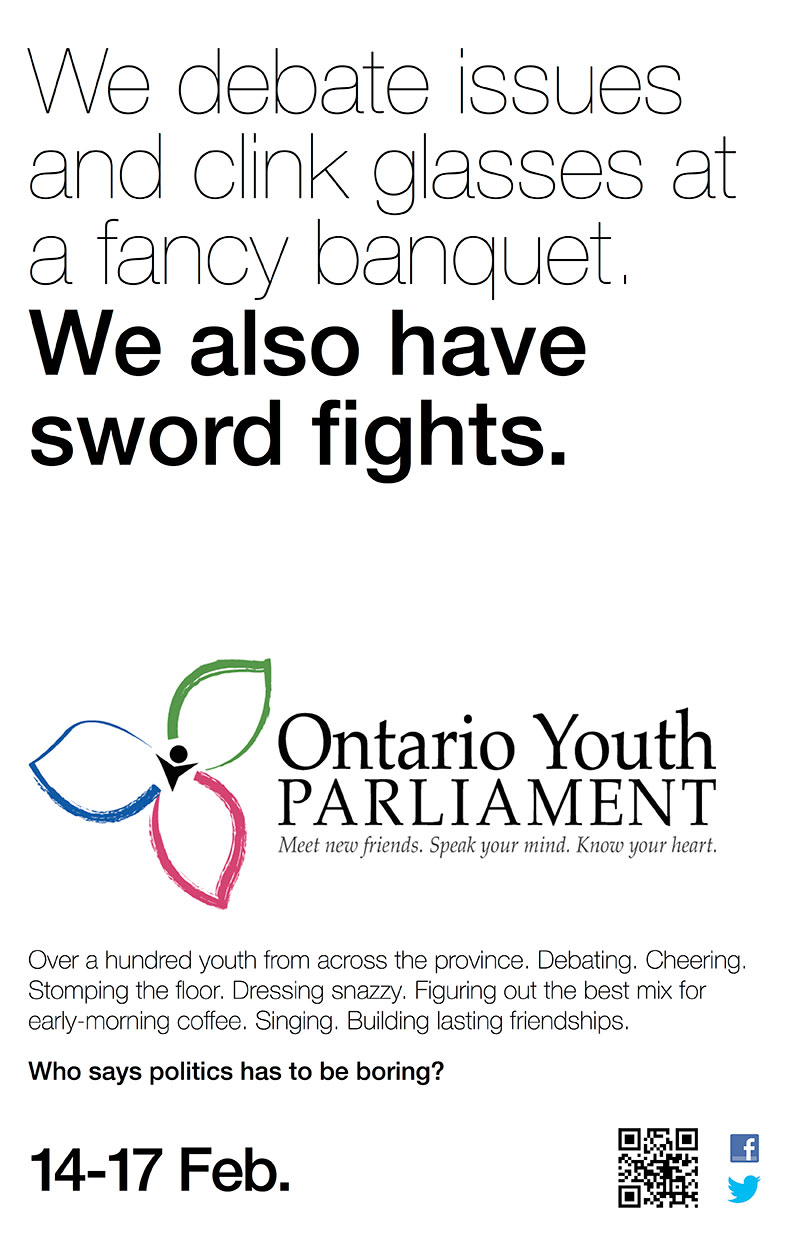 We debate issues
and clink glasses at
a fancy banquet.
We also have
sword fights.
Ontario Youth
PARLIAMENT
Meet new friends. Speak your mind. Know your heart.
Over a hundred youth from across the province. Debating. Cheering.
Stomping the floor. Dressing snazzy. Figuring out the best mix for
early-morning coffee. Singing. Building lasting friendships.
Who says politics has to be boring?
14-17 Feb.
f